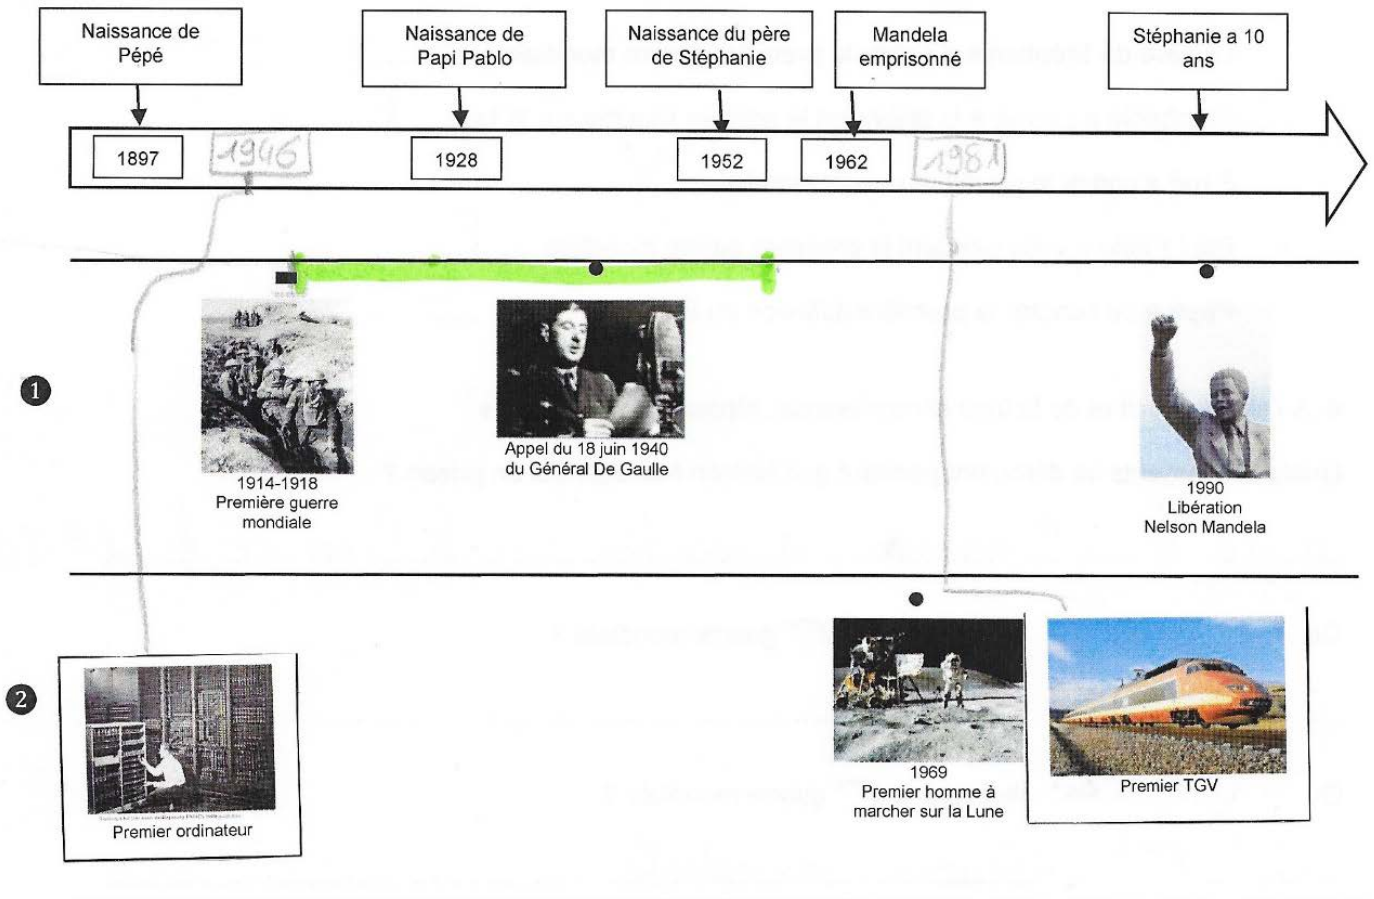 Naissance de
Pépé
Naissance de
Papi Pablo
Naissance du père
de Stéphanie
Mandela
emprisonné
Stéphanie a 10
ans
1897
1946
1928
1952
1962
1981
1
Appel du 18 juin 1940
du Général De Gaulle
1914-1918
Première guerre
mondiale
1990
Libération
Nelson Mandela
2
1969
Premier homme à
marcher sur la Lune
Premier TGV
Premier ordinateur